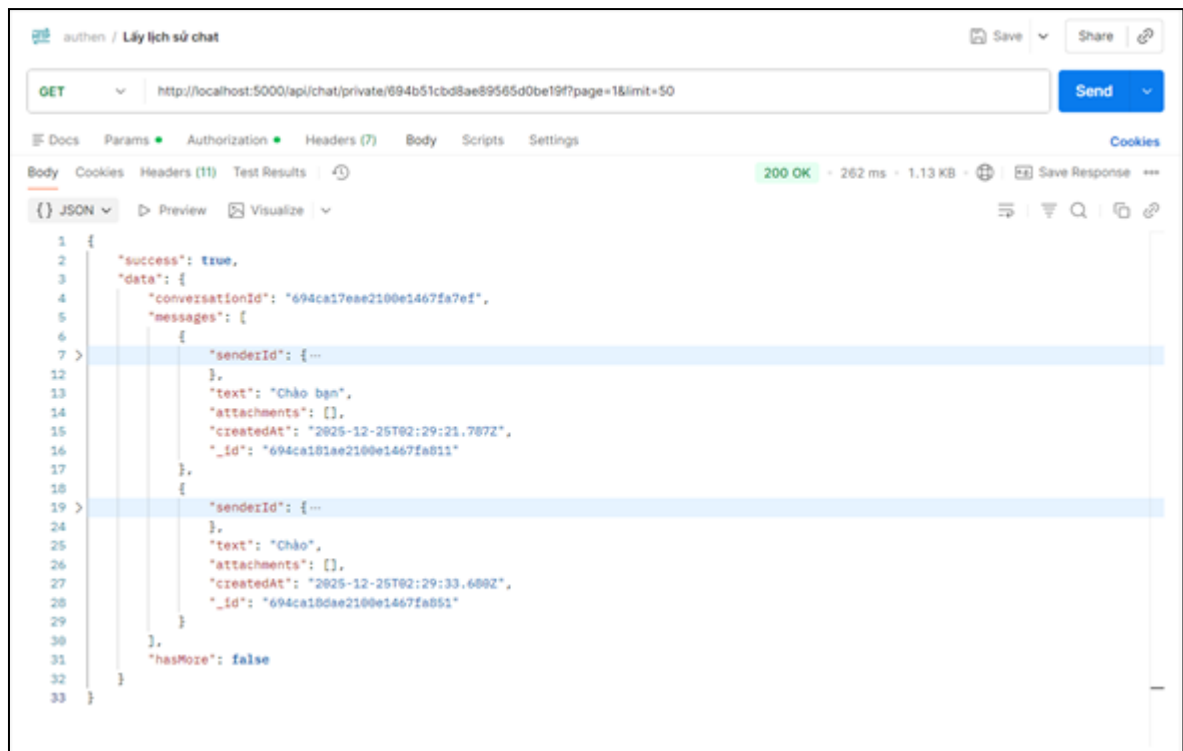 authen / Lấy lịch sử chat Save Share
GET http://localhost:5000/api/chat/private/694b51cbd8ae89565d0be19f?page=1&limit=50 Send
Docs Params Authorization Headers (7) Body Scripts Settings Cookies
Body Cookies Headers (11) Test Results 200 OK 262 ms 1.13 KB Save Response
{} JSON Preview Visualize
1 {
2 "success": true,
3 "data": {
4 "conversationId": "694ca17eae2100e1467fa7ef",
5 "messages": [
6 {
7 "senderId": {
12 },
13 "text": "Chào bạn",
14 "attachments": [],
15 "createdAt": "2025-12-25T02:29:21.787Z",
16 "_id": "694ca181ae2100e1467fa811"
17 },
18 {
19 "senderId": {
24 },
25 "text": "Chào",
26 "attachments": [],
27 "createdAt": "2025-12-25T02:29:33.680Z",
28 "_id": "694ca18dae2100e1467fa851"
29 }
30 ],
31 "hasMore": false
32 }
33 }